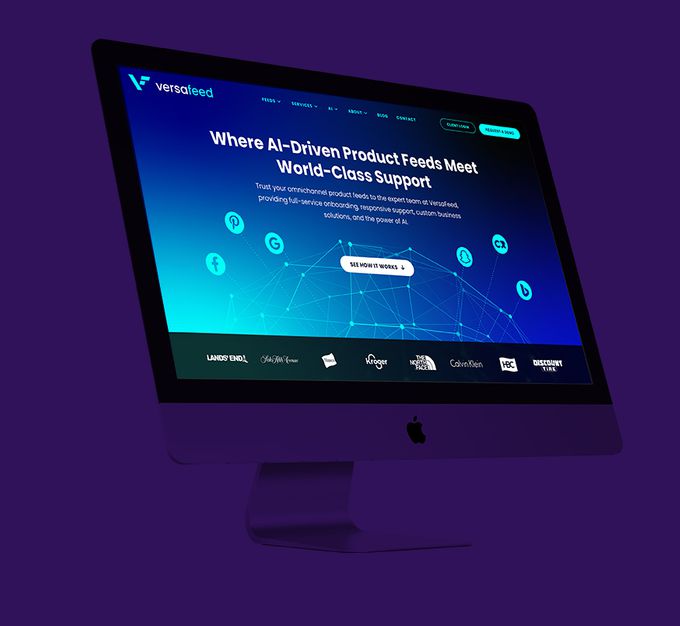 versafeed
FEEDS SERVICES AI ABOUT BLOG CONTACT CLIENT LOGIN REQUEST A DEMO
Where AI-Driven Product Feeds Meet
World-Class Support
Trust your omnichannel product feeds to the expert team at VersaFeed,
providing full-service onboarding, responsive support, custom business
solutions, and the power of AI.
SEE HOW IT WORKS
LANDS' END Saks Fifth Avenue Kroger THE NORTH FACE Calvin Klein HBC DISCOUNT TIRE